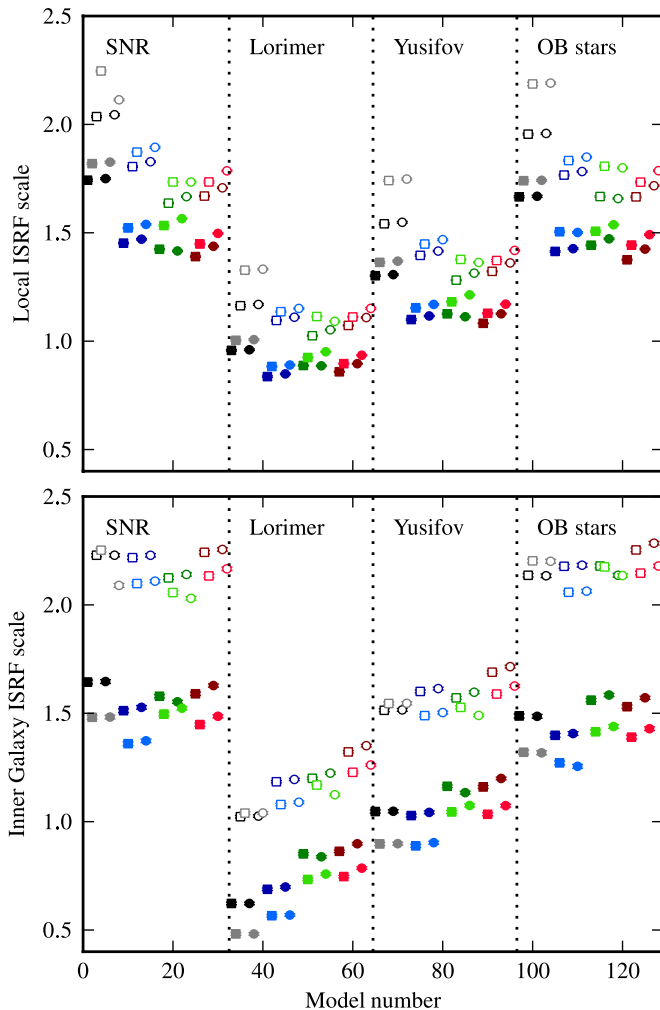 2.5
SNR
Lorimer
Yusifov
OB stars
2.0
1.5
1.0
0.5
Local ISRF scale
2.5
SNR
Lorimer
Yusifov
OB stars
2.0
1.5
1.0
0.5
Inner Galaxy ISRF scale
0 20 40 60 80 100 120
Model number